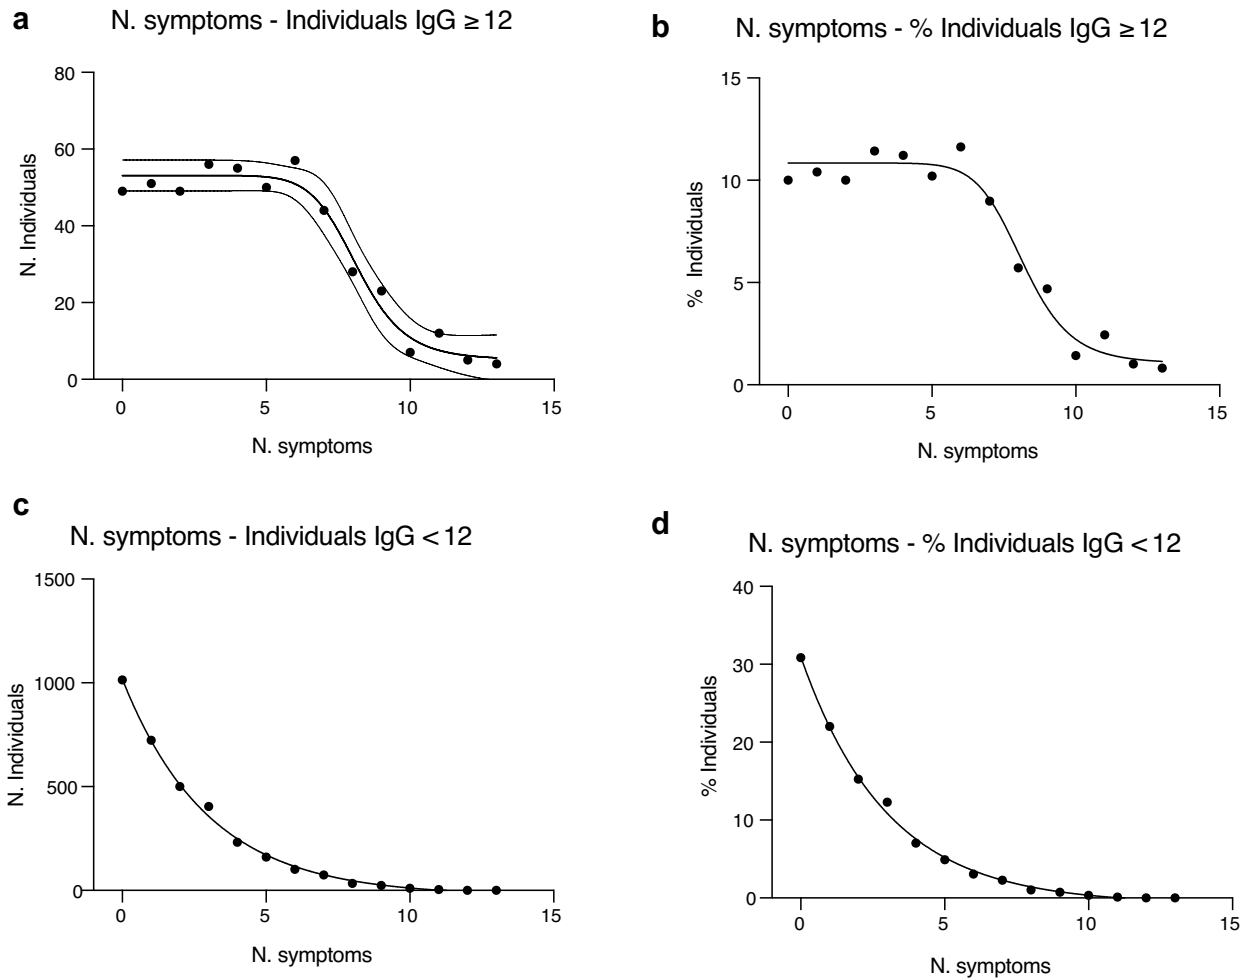 a
N. symptoms - Individuals IgG ≥ 12
80
60
40
20
0
N. Individuals
0 5 10 15
N. symptoms
b
N. symptoms - % Individuals IgG ≥ 12
15
10
5
0
% Individuals
0 5 10 15
N. symptoms
c
N. symptoms - Individuals IgG < 12
1500
1000
500
0
N. Individuals
0 5 10 15
N. symptoms
d
N. symptoms - % Individuals IgG < 12
40
30
20
10
0
% Individuals
0 5 10 15
N. symptoms